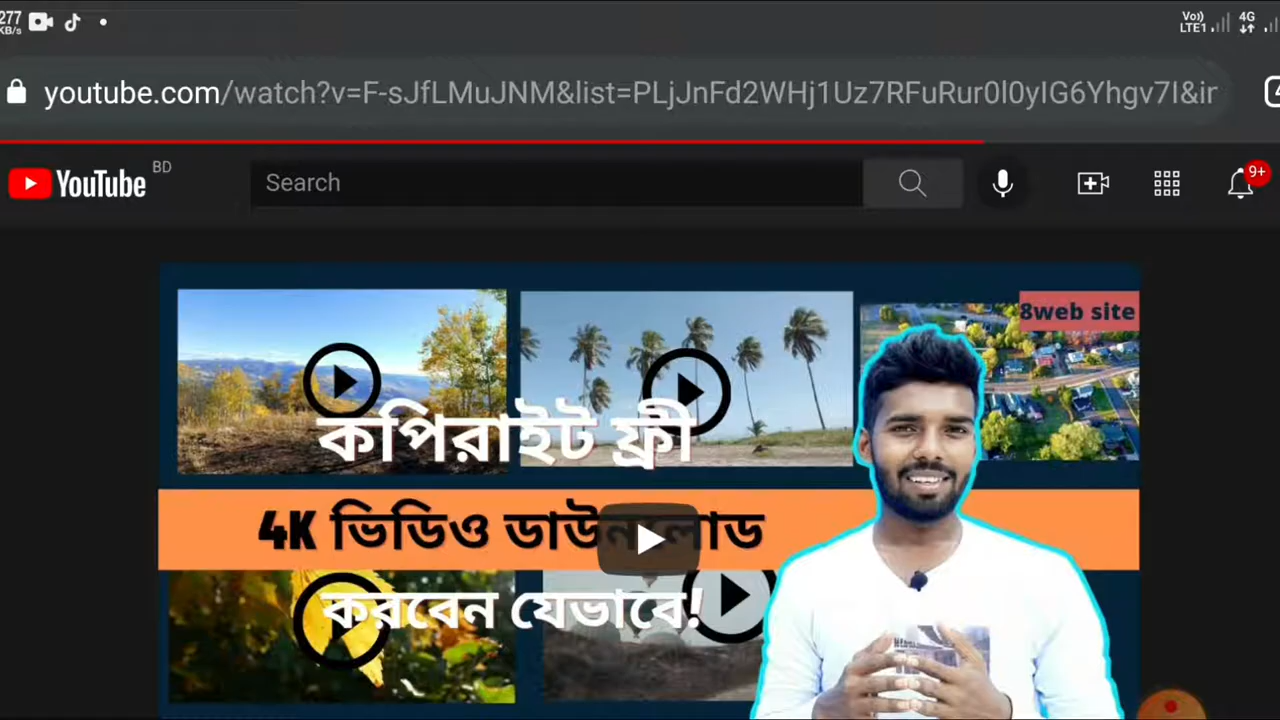 277
KB/s
Vo))
LTE1
4G
youtube.com/watch?v=F-sJfLMuJNM&list=PLjJnFd2WHj1Uz7RFuRur0l0yIG6Yhgv7I&ir
YouTube
BD
Search
9+
8web site
কপিরাইট ফ্রী
4K ভিডিও ডাউনলোড
করবেন যেভাবে!